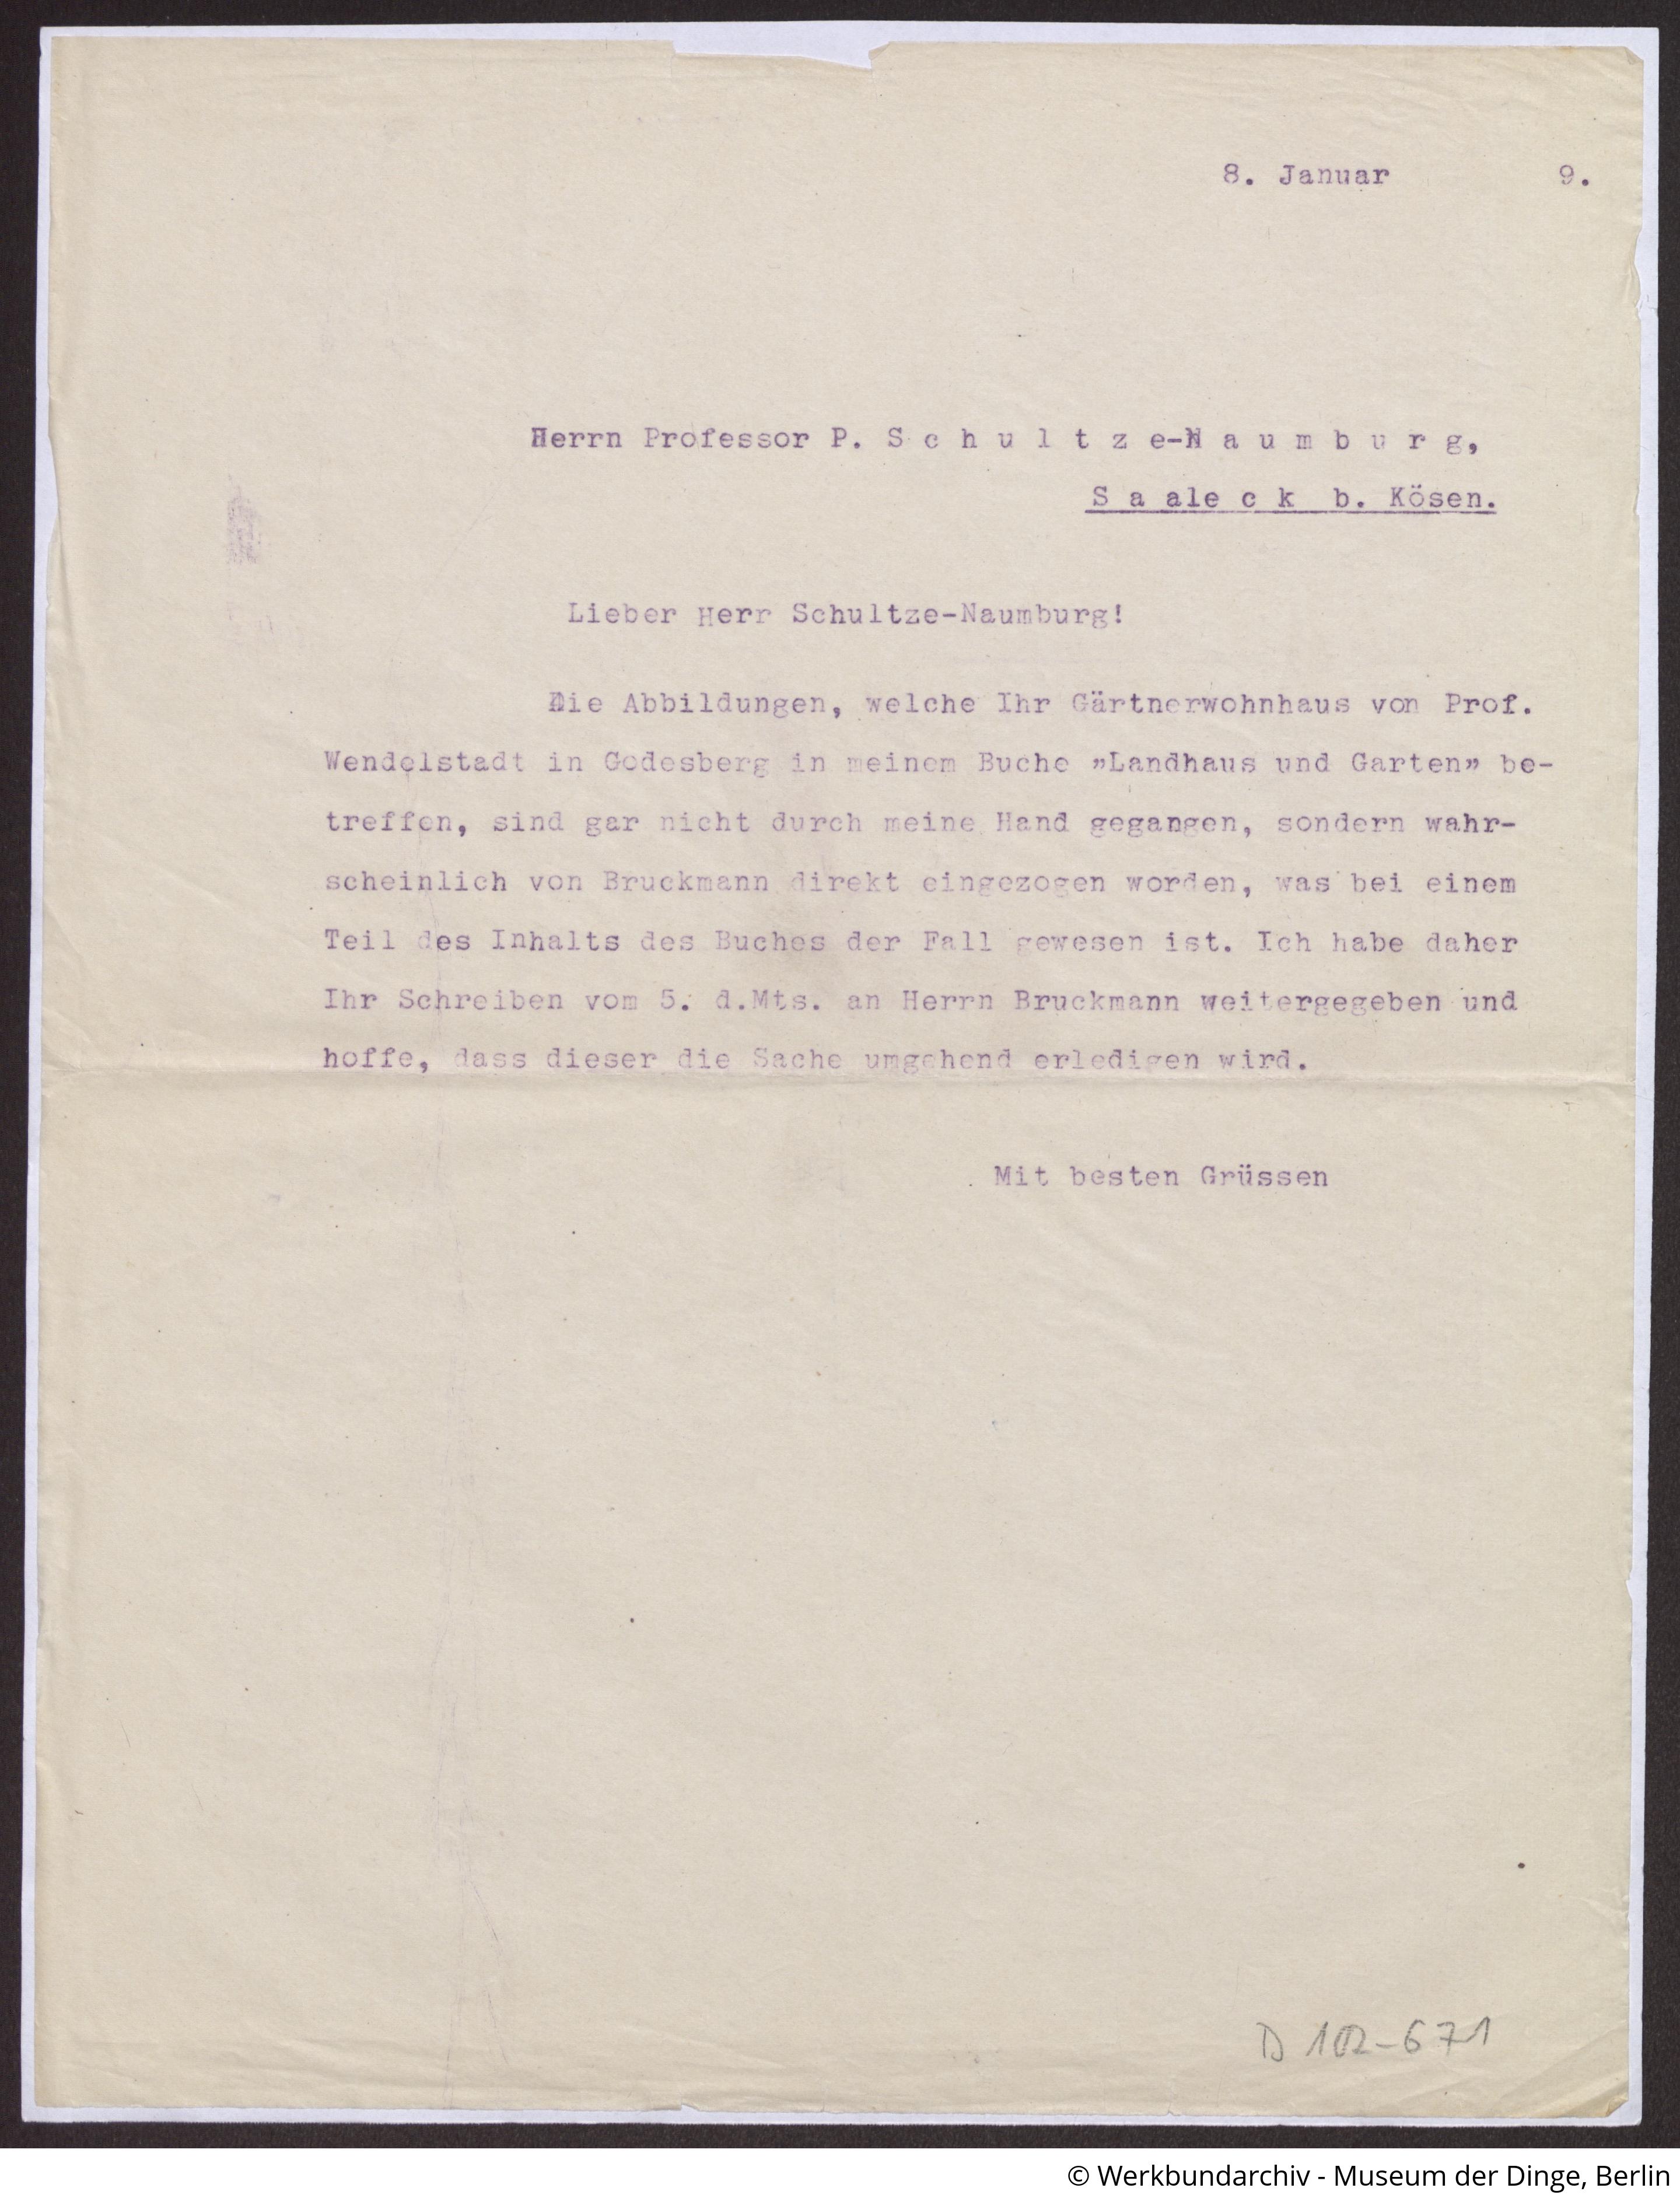 8. Januar 9.
Herrn Professor P. S c h u l t z e-N a u m b u r g,
S a ale c k b. Kösen.
Lieber Herr Schultze-Naumburg!
Die Abbildungen, welche Ihr Gärtnerwohnhaus von Prof.
Wendelstadt in Godesberg in meinem Buche »Landhaus und Garten» be-
treffen, sind gar nicht durch meine Hand gegangen, sondern wahr-
scheinlich von Bruckmann direkt eingezogen worden, was bei einem
Teil des Inhalts des Buches der Fall gewesen ist. Ich habe daher
Ihr Schreiben vom 5. d.Mts. an Herrn Bruckmann weitergegeben und
hoffe, dass dieser die Sache umgehend erledigen wird.
Mit besten Grüssen
D 102-671
© Werkbundarchiv - Museum der Dinge, Berlin